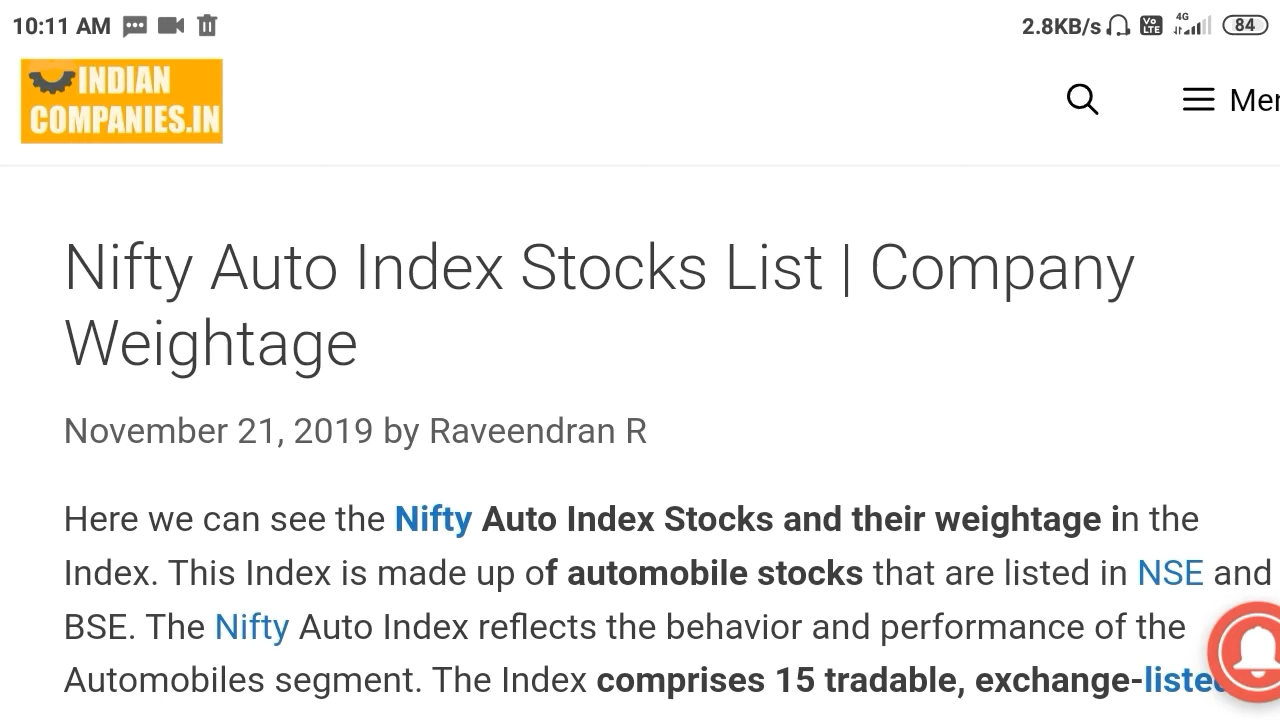 10:11 AM 2.8KB/s Vo LTE 4G 84
INDIAN
COMPANIES.IN
Nifty Auto Index Stocks List | Company
Weightage
November 21, 2019 by Raveendran R
Here we can see the Nifty Auto Index Stocks and their weightage in the
Index. This Index is made up of automobile stocks that are listed in NSE and
BSE. The Nifty Auto Index reflects the behavior and performance of the
Automobiles segment. The Index comprises 15 tradable, exchange-